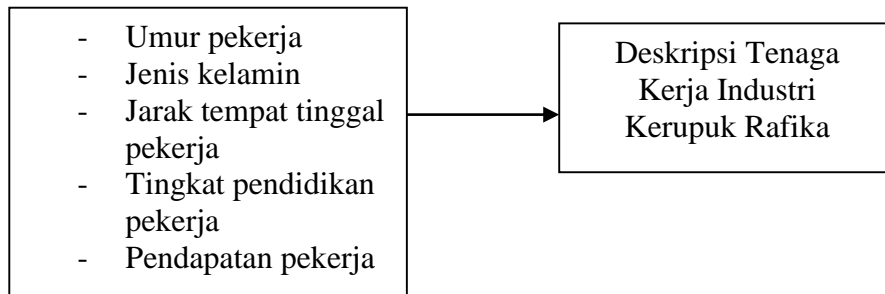 - Umur pekerja
- Jenis kelamin
- Jarak tempat tinggal
pekerja
- Tingkat pendidikan
pekerja
- Pendapatan pekerja
Deskripsi Tenaga
Kerja Industri
Kerupuk Rafika